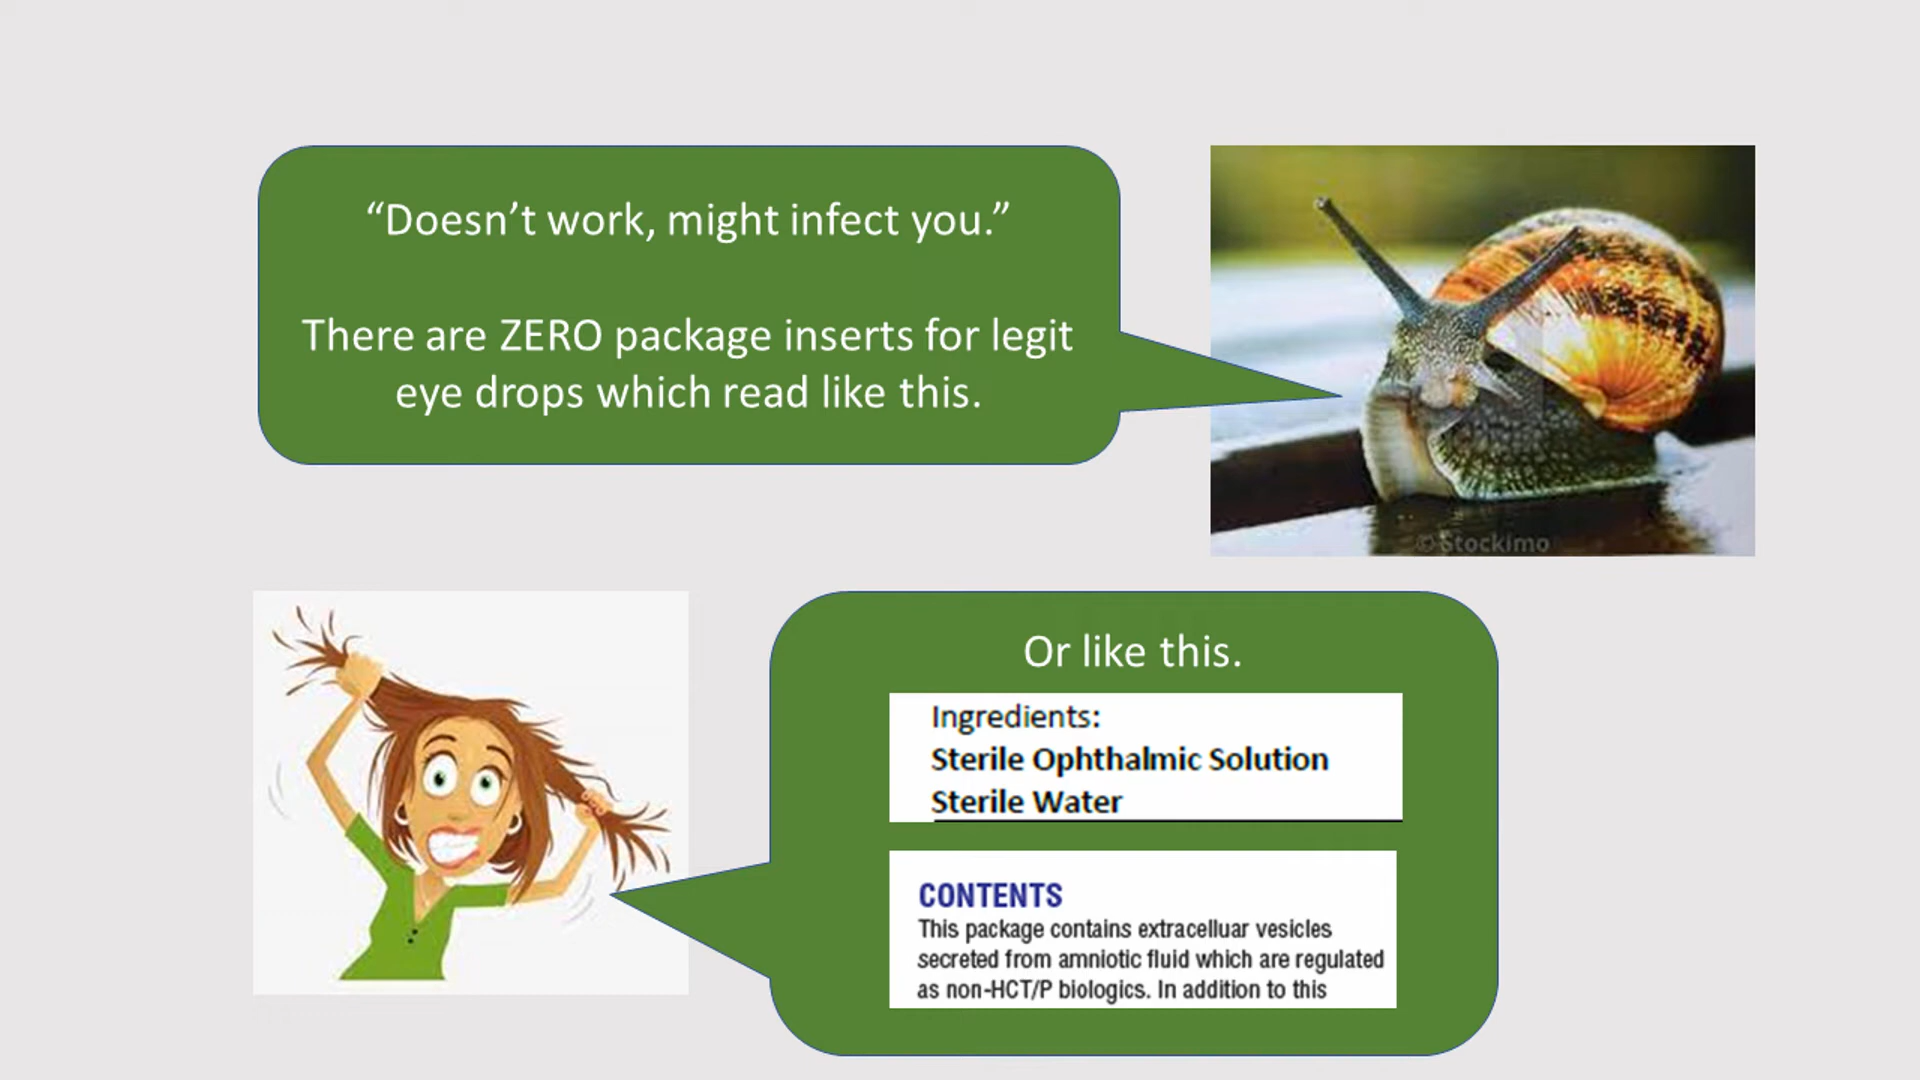 “Doesn’t work, might infect you.”
There are ZERO package inserts for legit
eye drops which read like this.
© Stockimo
Or like this.
Ingredients:
Sterile Ophthalmic Solution
Sterile Water
CONTENTS
This package contains extracelluar vesicles
secreted from amniotic fluid which are regulated
as non-HCT/P biologics. In addition to this